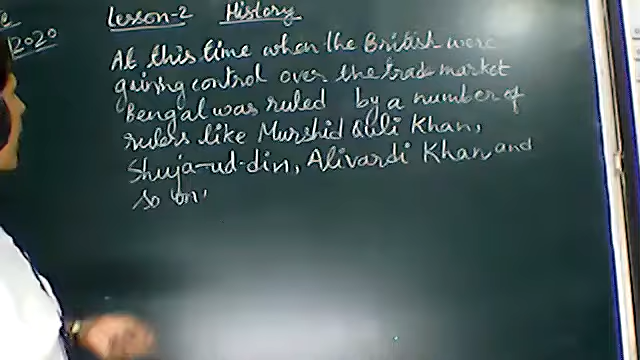 Lesson-2 History
2020
At this time when the British were
gaining control over the trade market
Bengal was ruled by a number of
rulers like Murshid Quli Khan,
Shuja-ud-din, Alivardi Khan and
so on,